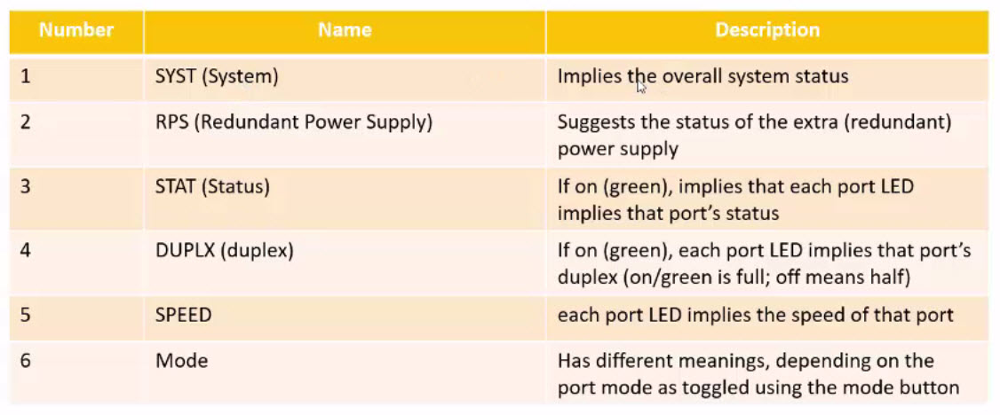 Number Name Description
1 SYST (System) Implies the overall system status
2 RPS (Redundant Power Supply) Suggests the status of the extra (redundant)
power supply
3 STAT (Status) If on (green), implies that each port LED
implies that port's status
4 DUPLX (duplex) If on (green), each port LED implies that port's
duplex (on/green is full; off means half)
5 SPEED each port LED implies the speed of that port
6 Mode Has different meanings, depending on the
port mode as toggled using the mode button